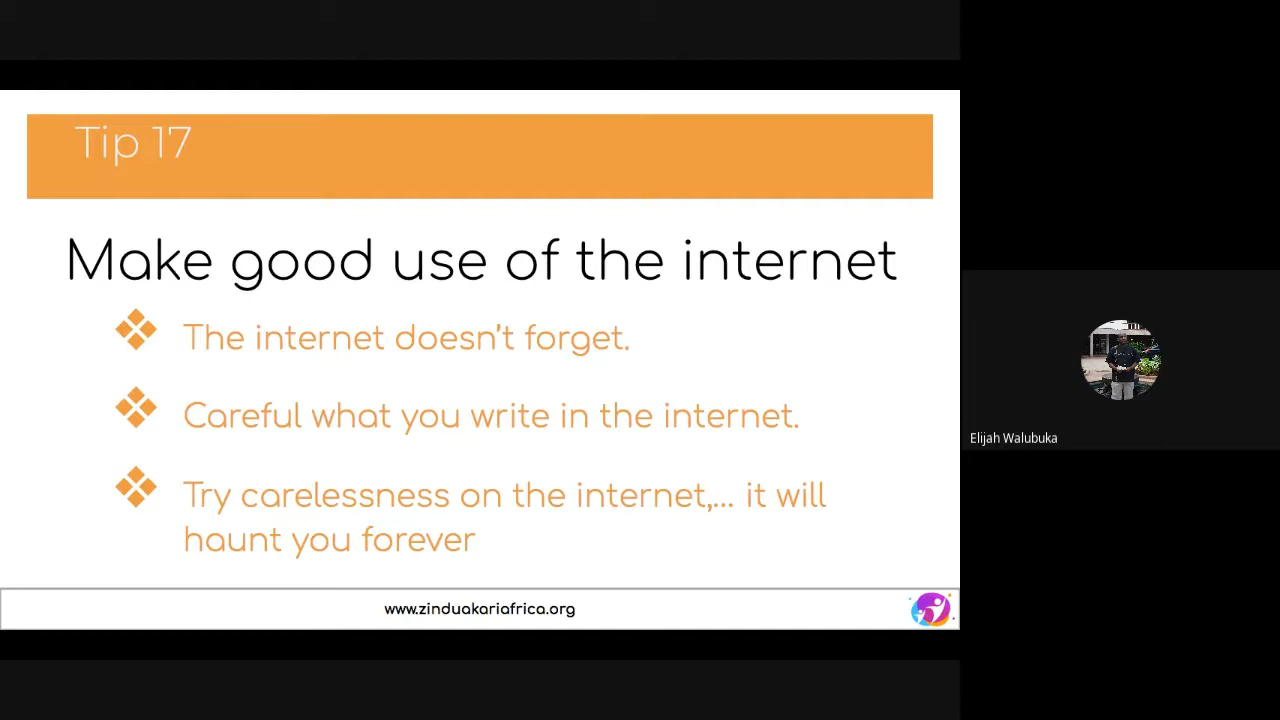 Tip 17
Make good use of the internet
The internet doesn't forget.
Careful what you write in the internet.
Try carelessness on the internet,... it will
haunt you forever
www.zinduakariafrica.org
Elijah Walubuka